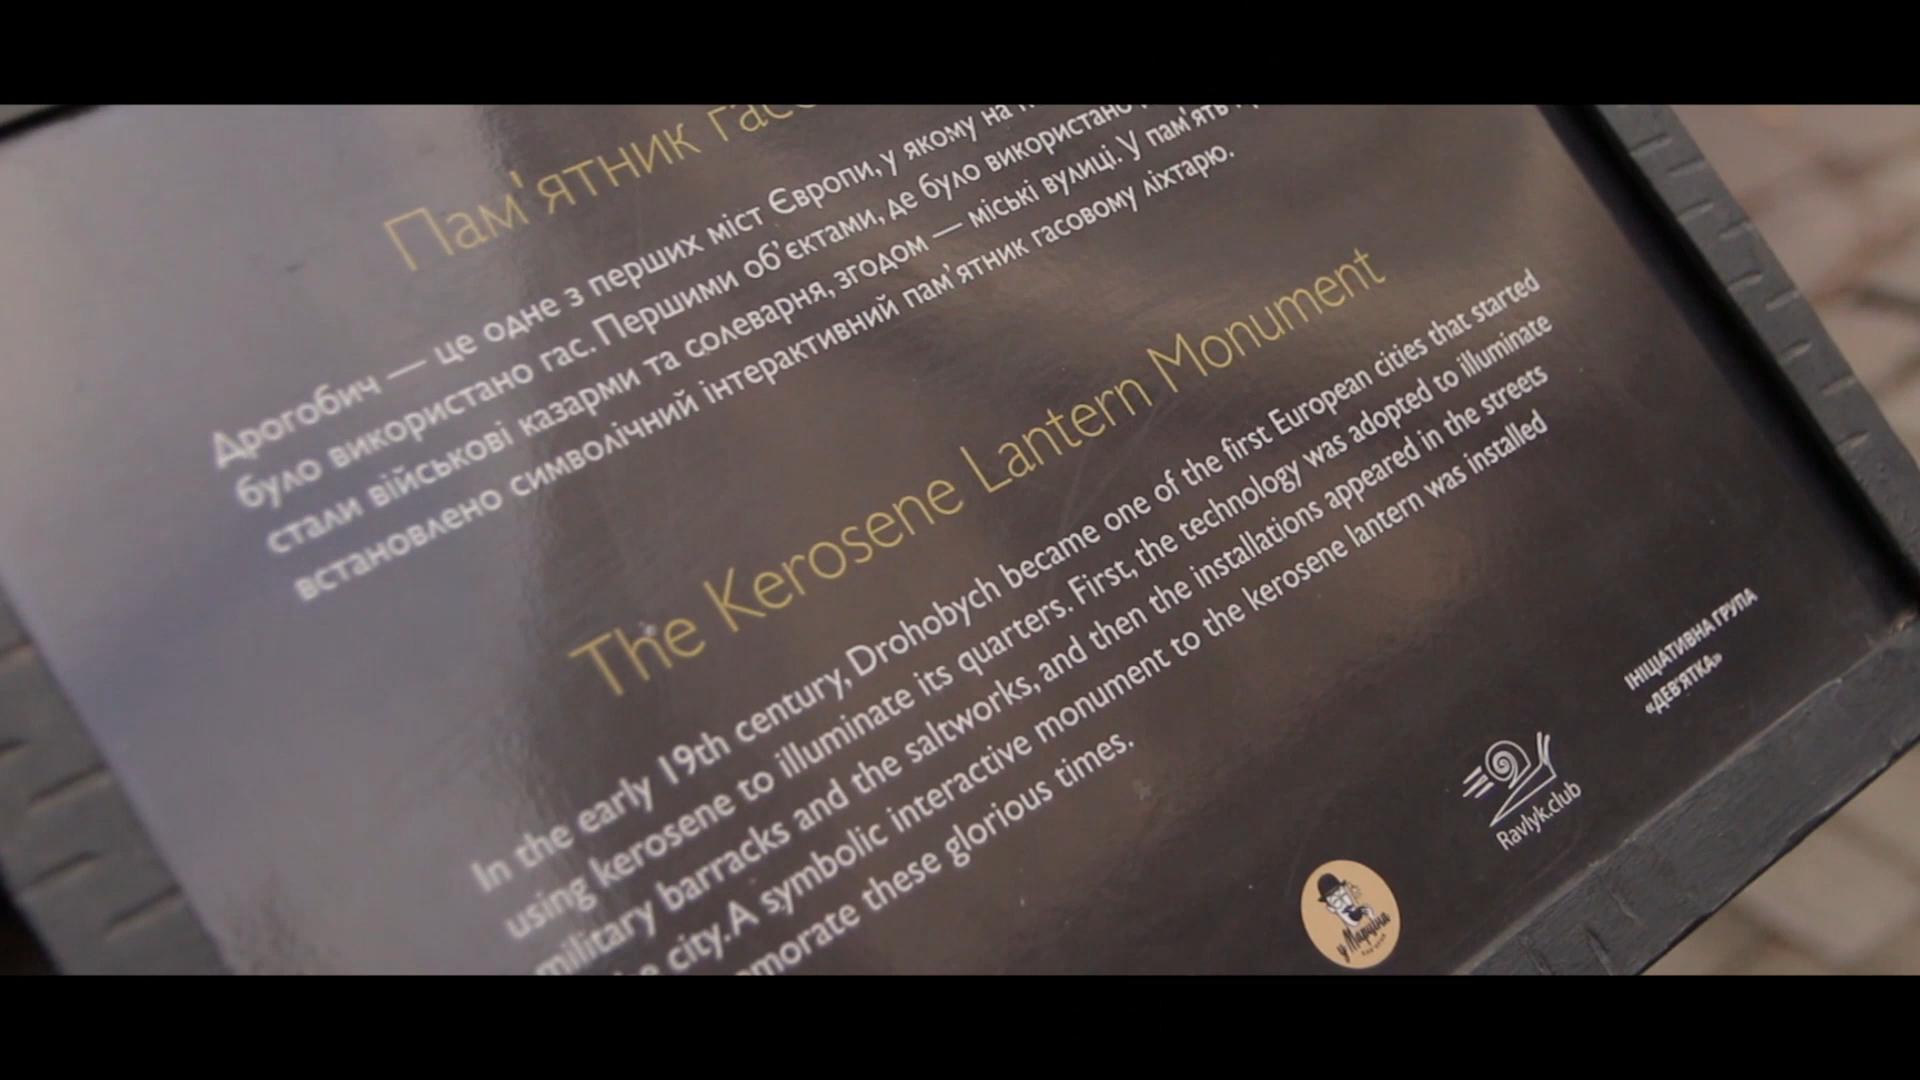 Пам'ятник
Дрогобич — це одне з перших міст Європи, у якому на
було використано гас. Першими об'єктами, де було використано
стали військові казарми та солеварня, згодом — міські вулиці. У пам'ять
встановлено символічний інтерактивний пам'ятник гасовому ліхтарю.
The Kerosene Lantern Monument
In the early 19th century, Drohobych became one of the first European cities that started
using kerosene to illuminate its quarters. First, the technology was adopted to illuminate
military barracks and the saltworks, and then the installations appeared in the streets
city. A symbolic interactive monument to the kerosene lantern was installed
these glorious times.
ІНІЦІАТИВНА ГРУПА
«ДЕВ'ЯТКА»
Ravlyk.club
у Мариціа